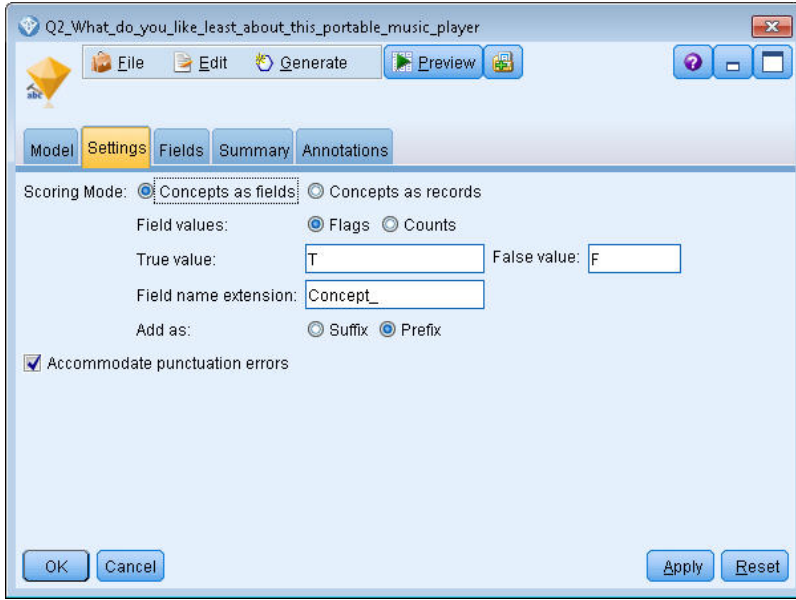 Q2_What_do_you_like_least_about_this_portable_music_player
File Edit Generate Preview
abc
Model Settings Fields Summary Annotations
Scoring Mode: Concepts as fields Concepts as records
Field values: Flags Counts
True value: T False value: F
Field name extension: Concept_
Add as: Suffix Prefix
Accommodate punctuation errors
OK Cancel Apply Reset